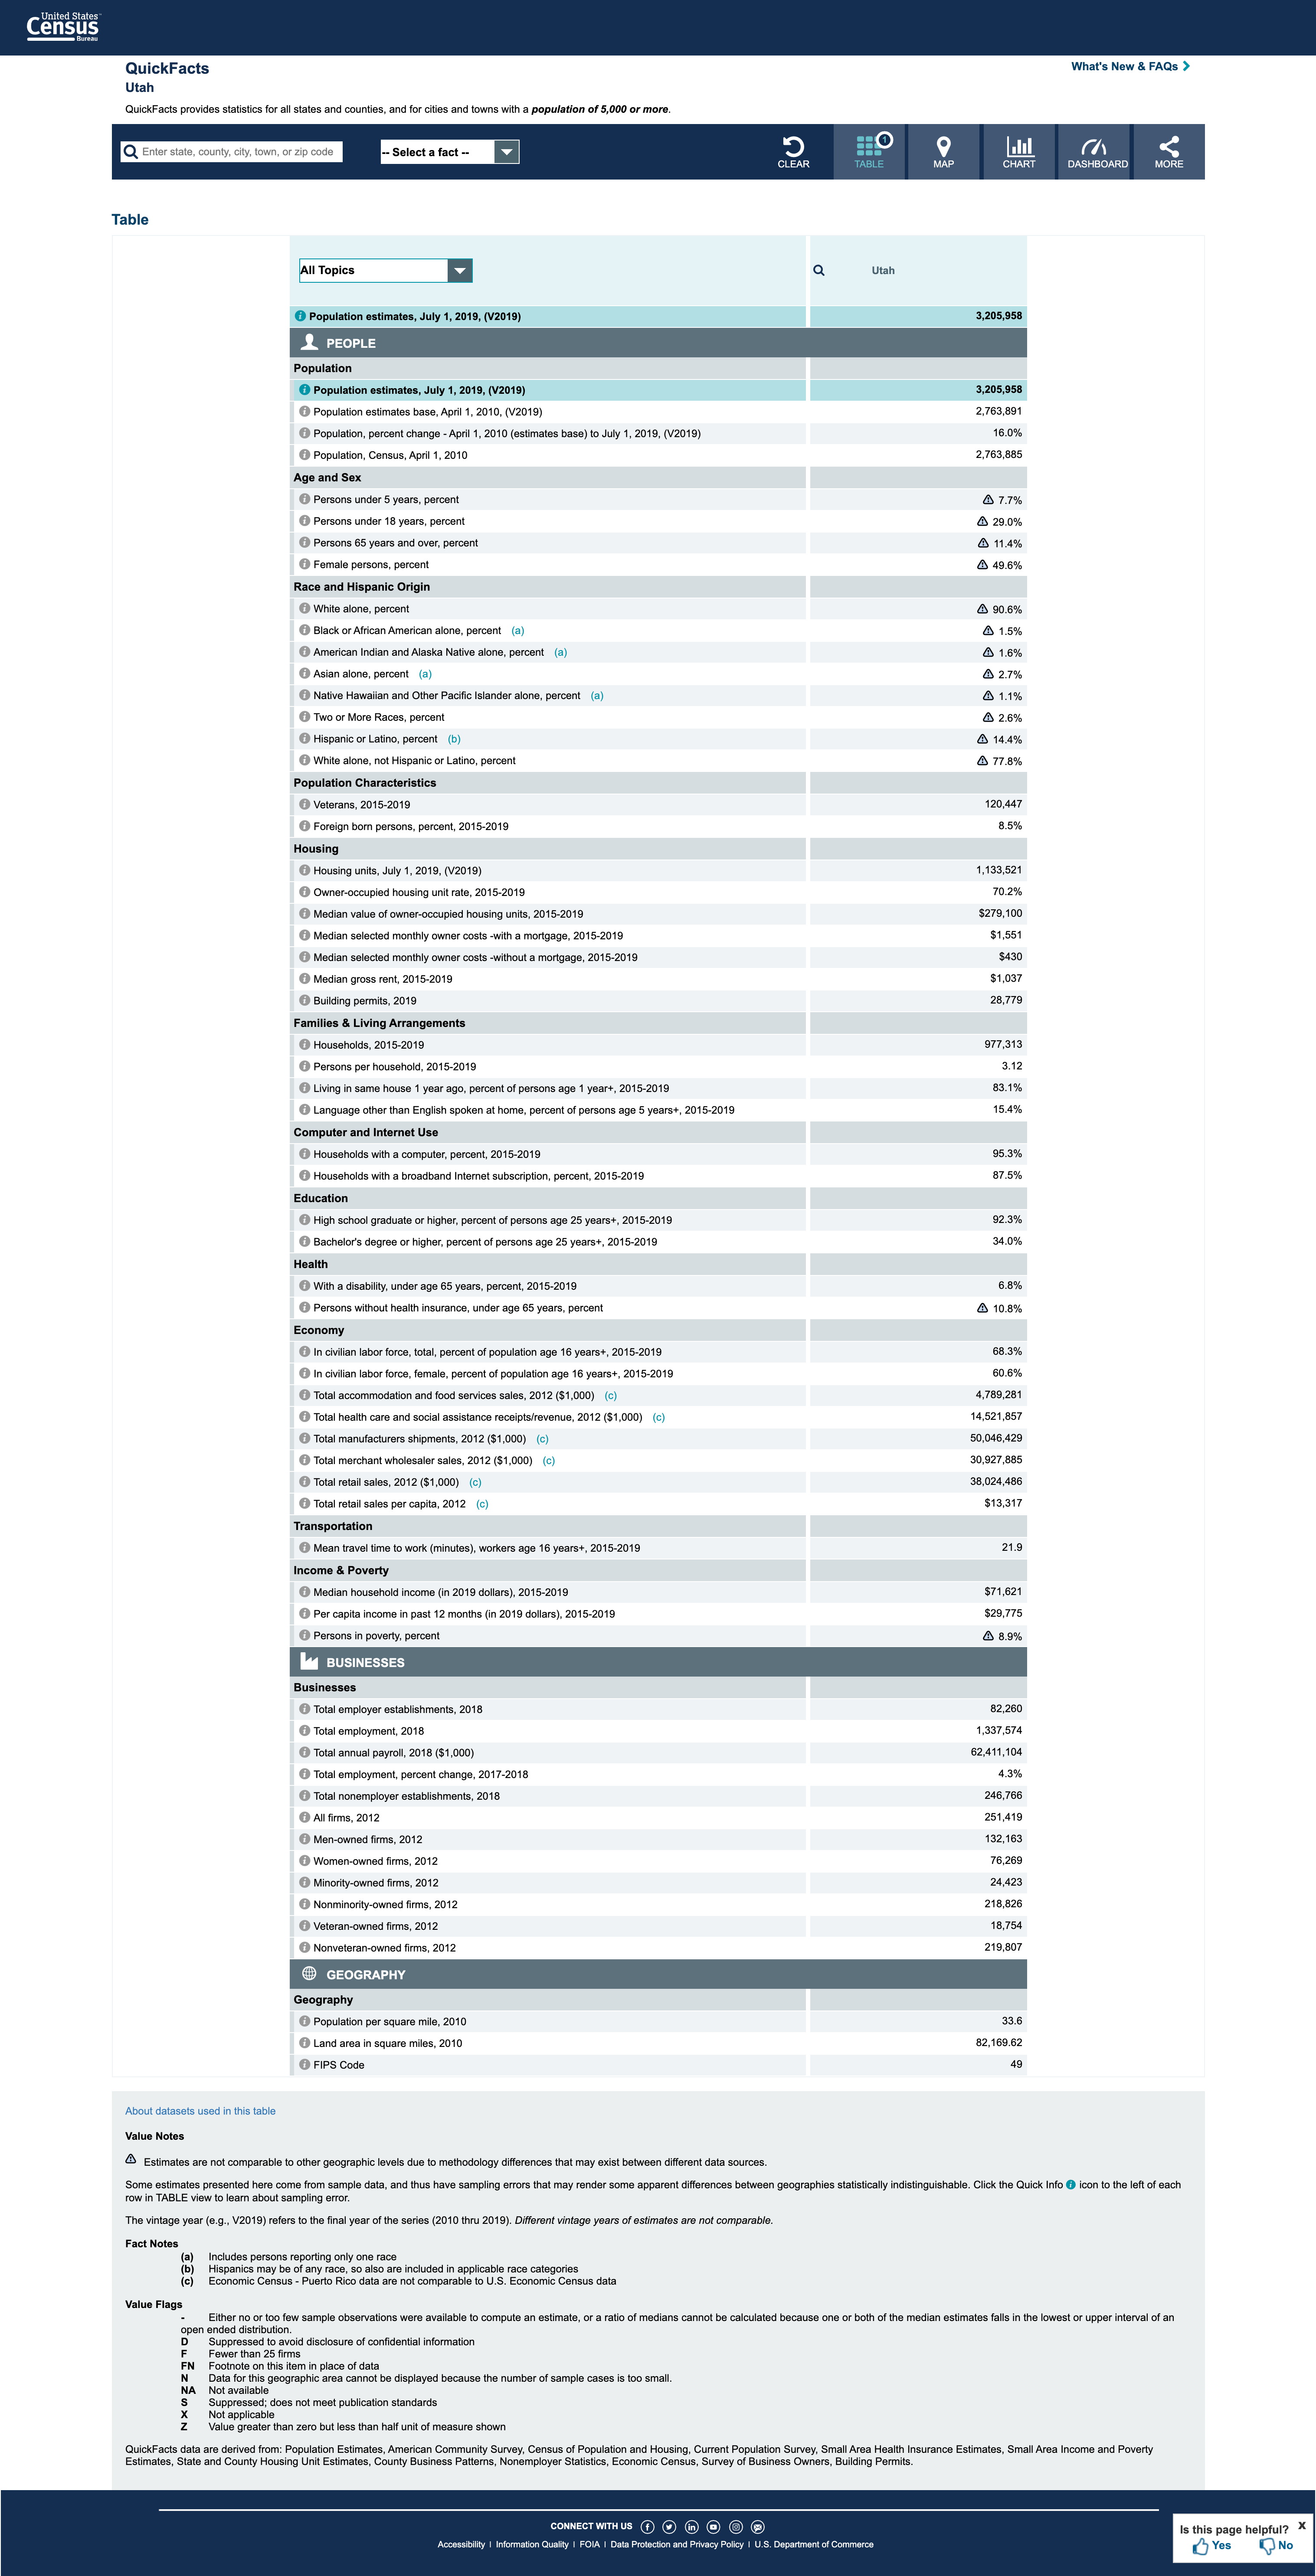 United States™
Census
Bureau
QuickFacts
What's New & FAQs
Utah
QuickFacts provides statistics for all states and counties, and for cities and towns with a population of 5,000 or more.
Enter state, county, city, town, or zip code
-- Select a fact --
CLEAR
1
TABLE
MAP
CHART
DASHBOARD
MORE
Table
All Topics
Utah
Population estimates, July 1, 2019, (V2019) 3,205,958
PEOPLE
Population
Population estimates, July 1, 2019, (V2019) 3,205,958
Population estimates base, April 1, 2010, (V2019) 2,763,891
Population, percent change - April 1, 2010 (estimates base) to July 1, 2019, (V2019) 16.0%
Population, Census, April 1, 2010 2,763,885
Age and Sex
Persons under 5 years, percent 7.7%
Persons under 18 years, percent 29.0%
Persons 65 years and over, percent 11.4%
Female persons, percent 49.6%
Race and Hispanic Origin
White alone, percent 90.6%
Black or African American alone, percent (a) 1.5%
American Indian and Alaska Native alone, percent (a) 1.6%
Asian alone, percent (a) 2.7%
Native Hawaiian and Other Pacific Islander alone, percent (a) 1.1%
Two or More Races, percent 2.6%
Hispanic or Latino, percent (b) 14.4%
White alone, not Hispanic or Latino, percent 77.8%
Population Characteristics
Veterans, 2015-2019 120,447
Foreign born persons, percent, 2015-2019 8.5%
Housing
Housing units, July 1, 2019, (V2019) 1,133,521
Owner-occupied housing unit rate, 2015-2019 70.2%
Median value of owner-occupied housing units, 2015-2019 $279,100
Median selected monthly owner costs -with a mortgage, 2015-2019 $1,551
Median selected monthly owner costs -without a mortgage, 2015-2019 $430
Median gross rent, 2015-2019 $1,037
Building permits, 2019 28,779
Families & Living Arrangements
Households, 2015-2019 977,313
Persons per household, 2015-2019 3.12
Living in same house 1 year ago, percent of persons age 1 year+, 2015-2019 83.1%
Language other than English spoken at home, percent of persons age 5 years+, 2015-2019 15.4%
Computer and Internet Use
Households with a computer, percent, 2015-2019 95.3%
Households with a broadband Internet subscription, percent, 2015-2019 87.5%
Education
High school graduate or higher, percent of persons age 25 years+, 2015-2019 92.3%
Bachelor's degree or higher, percent of persons age 25 years+, 2015-2019 34.0%
Health
With a disability, under age 65 years, percent, 2015-2019 6.8%
Persons without health insurance, under age 65 years, percent 10.8%
Economy
In civilian labor force, total, percent of population age 16 years+, 2015-2019 68.3%
In civilian labor force, female, percent of population age 16 years+, 2015-2019 60.6%
Total accommodation and food services sales, 2012 ($1,000) (c) 4,789,281
Total health care and social assistance receipts/revenue, 2012 ($1,000) (c) 14,521,857
Total manufacturers shipments, 2012 ($1,000) (c) 50,046,429
Total merchant wholesaler sales, 2012 ($1,000) (c) 30,927,885
Total retail sales, 2012 ($1,000) (c) 38,024,486
Total retail sales per capita, 2012 (c) $13,317
Transportation
Mean travel time to work (minutes), workers age 16 years+, 2015-2019 21.9
Income & Poverty
Median household income (in 2019 dollars), 2015-2019 $71,621
Per capita income in past 12 months (in 2019 dollars), 2015-2019 $29,775
Persons in poverty, percent 8.9%
BUSINESSES
Businesses
Total employer establishments, 2018 82,260
Total employment, 2018 1,337,574
Total annual payroll, 2018 ($1,000) 62,411,104
Total employment, percent change, 2017-2018 4.3%
Total nonemployer establishments, 2018 246,766
All firms, 2012 251,419
Men-owned firms, 2012 132,163
Women-owned firms, 2012 76,269
Minority-owned firms, 2012 24,423
Nonminority-owned firms, 2012 218,826
Veteran-owned firms, 2012 18,754
Nonveteran-owned firms, 2012 219,807
GEOGRAPHY
Geography
Population per square mile, 2010 33.6
Land area in square miles, 2010 82,169.62
FIPS Code 49
About datasets used in this table
Value Notes
Estimates are not comparable to other geographic levels due to methodology differences that may exist between different data sources.
Some estimates presented here come from sample data, and thus have sampling errors that may render some apparent differences between geographies statistically indistinguishable. Click the Quick Info icon to the left of each
row in TABLE view to learn about sampling error.
The vintage year (e.g., V2019) refers to the final year of the series (2010 thru 2019). Different vintage years of estimates are not comparable.
Fact Notes
(a) Includes persons reporting only one race
(b) Hispanics may be of any race, so also are included in applicable race categories
(c) Economic Census - Puerto Rico data are not comparable to U.S. Economic Census data
Value Flags
- Either no or too few sample observations were available to compute an estimate, or a ratio of medians cannot be calculated because one or both of the median estimates falls in the lowest or upper interval of an
open ended distribution.
D Suppressed to avoid disclosure of confidential information
F Fewer than 25 firms
FN Footnote on this item in place of data
N Data for this geographic area cannot be displayed because the number of sample cases is too small.
NA Not available
S Suppressed; does not meet publication standards
X Not applicable
Z Value greater than zero but less than half unit of measure shown
QuickFacts data are derived from: Population Estimates, American Community Survey, Census of Population and Housing, Current Population Survey, Small Area Health Insurance Estimates, Small Area Income and Poverty
Estimates, State and County Housing Unit Estimates, County Business Patterns, Nonemployer Statistics, Economic Census, Survey of Business Owners, Building Permits.
CONNECT WITH US
Accessibility | Information Quality | FOIA | Data Protection and Privacy Policy | U.S. Department of Commerce
Is this page helpful? X
Yes No